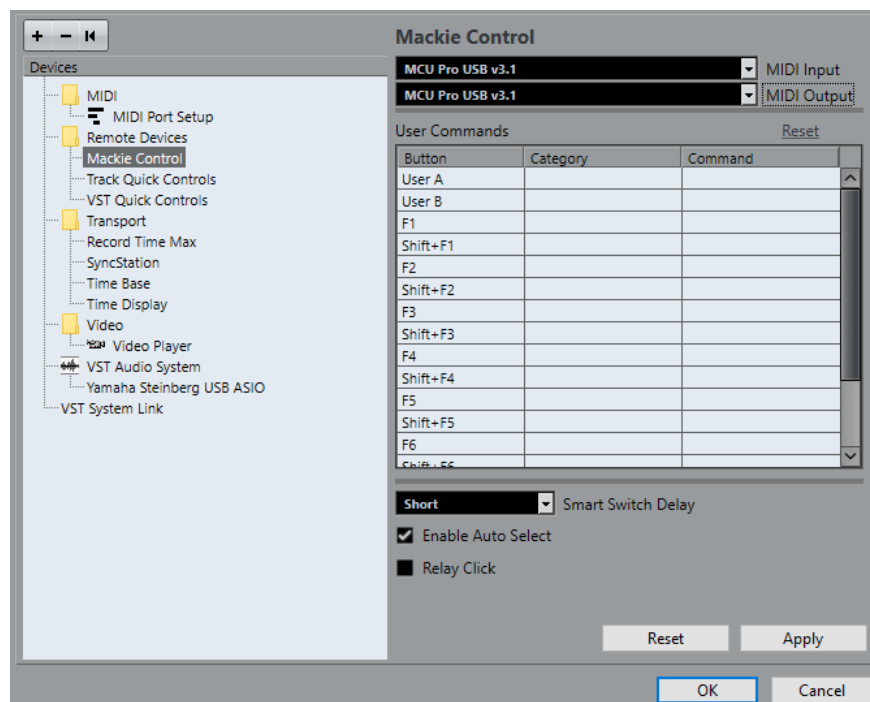 Devices
MIDI
MIDI Port Setup
Remote Devices
Mackie Control
Track Quick Controls
VST Quick Controls
Transport
Record Time Max
SyncStation
Time Base
Time Display
Video
Video Player
VST Audio System
Yamaha Steinberg USB ASIO
VST System Link
Mackie Control
MCU Pro USB v3.1 MIDI Input
MCU Pro USB v3.1 MIDI Output
User Commands Reset
Button Category Command
User A
User B
F1
Shift+F1
F2
Shift+F2
F3
Shift+F3
F4
Shift+F4
F5
Shift+F5
F6
Shift+F6
Short Smart Switch Delay
Enable Auto Select
Relay Click
Reset Apply
OK Cancel